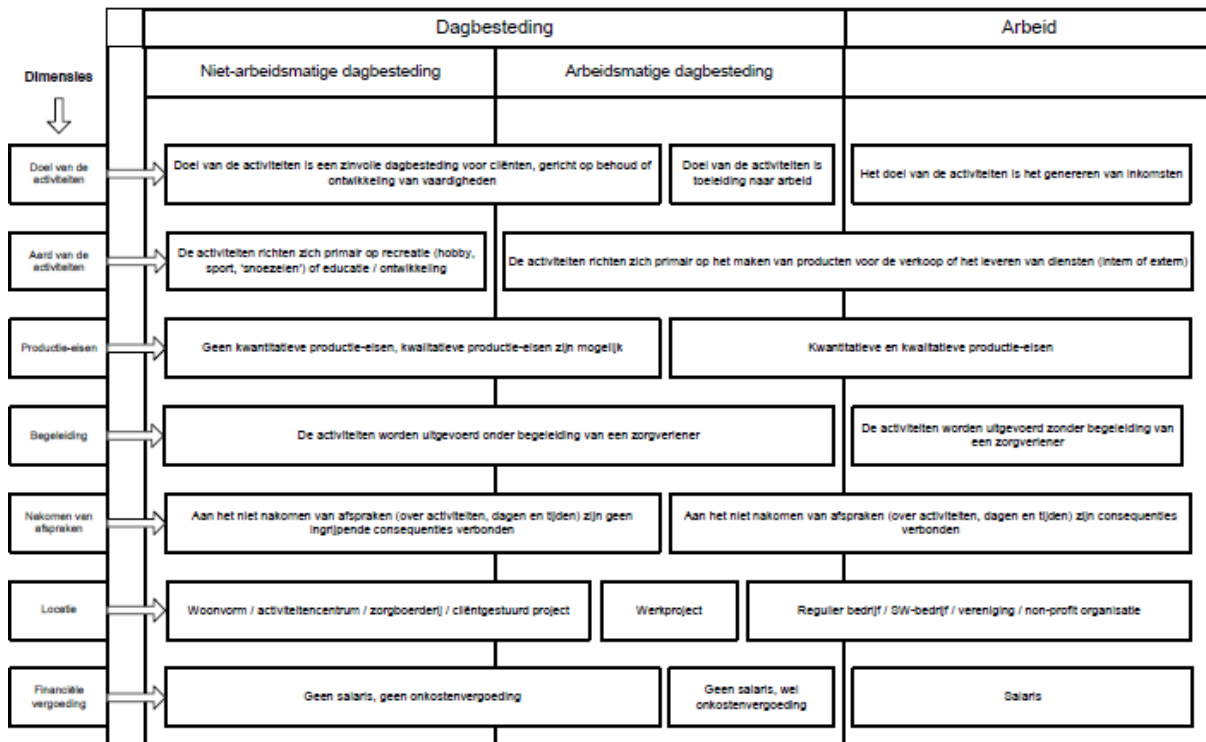 Dagbesteding
Arbeid
Dimensies
Niet-arbeidsmatige dagbesteding
Arbeidsmatige dagbesteding
Doel van de
activiteiten
Doel van de activiteiten is een zinvolle dagbesteding voor cliënten, gericht op behoud of
ontwikkeling van vaardigheden
Doel van de activiteiten is
toeleiding naar arbeid
Het doel van de activiteiten is het genereren van inkomsten
Aard van de
activiteiten
De activiteiten richten zich primair op recreatie (hobby,
sport, 'snoezelen') of educatie / ontwikkeling
De activiteiten richten zich primair op het maken van producten voor de verkoop of het leveren van diensten (intern of extern)
Productie-eisen
Geen kwantitatieve productie-eisen, kwalitatieve productie-eisen zijn mogelijk
Kwantitatieve en kwalitatieve productie-eisen
Begeleiding
De activiteiten worden uitgevoerd onder begeleiding van een zorgverlener
De activiteiten worden uitgevoerd zonder begeleiding van
een zorgverlener
Nakomen van
afspraken
Aan het niet nakomen van afspraken (over activiteiten, dagen en tijden) zijn geen
ingrijpende consequenties verbonden
Aan het niet nakomen van afspraken (over activiteiten, dagen en tijden) zijn consequenties
verbonden
Locatie
Woonvorm / activiteitencentrum / zorgboerderij / cliëntgestuurd project
Werkproject
Regulier bedrijf / SW-bedrijf / vereniging / non-profit organisatie
Financiële
vergoeding
Geen salaris, geen onkostenvergoeding
Geen salaris, wel
onkostenvergoeding
Salaris